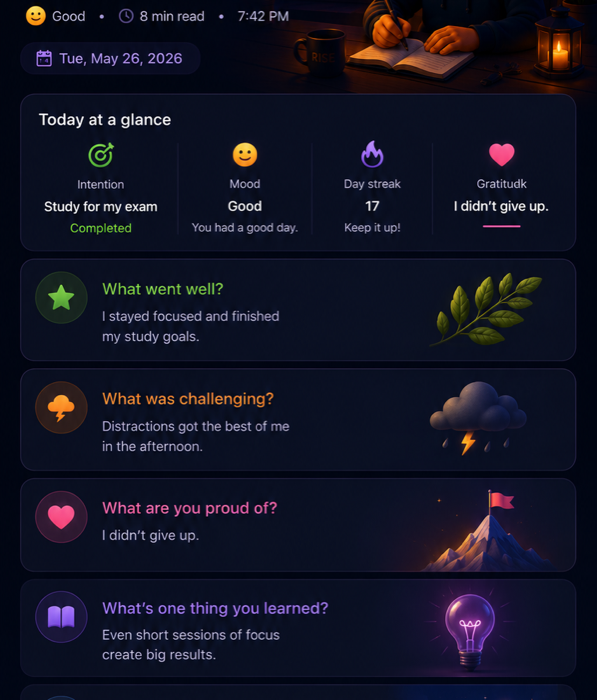 Good • 8 min read • 7:42 PM
Tue, May 26, 2026
Today at a glance
Intention
Study for my exam
Completed
Mood
Good
You had a good day.
Day streak
17
Keep it up!
Gratitudk
I didn't give up.
What went well?
I stayed focused and finished
my study goals.
What was challenging?
Distractions got the best of me
in the afternoon.
What are you proud of?
I didn't give up.
What's one thing you learned?
Even short sessions of focus
create big results.